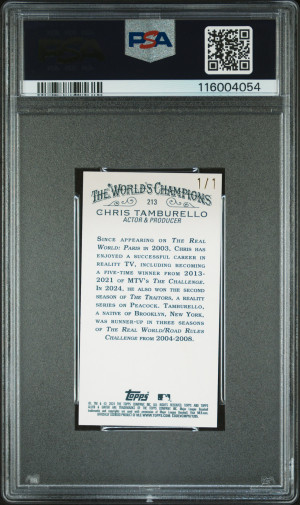 PSA
116004054
THE WORLD'S CHAMPIONS
1/1
213
CHRIS TAMBURELLO
ACTOR & PRODUCER
SINCE APPEARING ON THE REAL
WORLD: PARIS IN 2003, CHRIS HAS
ENJOYED A SUCCESSFUL CAREER IN
REALITY TV, INCLUDING BECOMING
A FIVE-TIME WINNER FROM 2013-
2021 OF MTV'S THE CHALLENGE.
IN 2024, HE ALSO WON THE SECOND
SEASON OF THE TRAITORS, A REALITY
SERIES ON PEACOCK. TAMBURELLO,
A NATIVE OF BROOKLYN, NEW YORK,
WAS RUNNER-UP IN THREE SEASONS
OF THE REAL WORLD/ROAD RULES
CHALLENGE FROM 2004-2008.
Topps